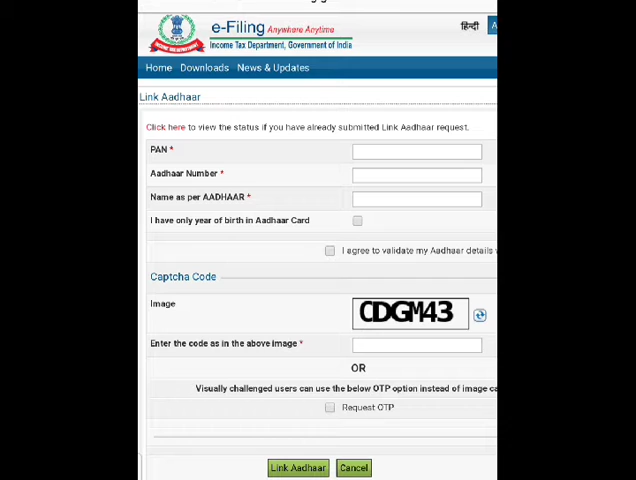 e-Filing Anywhere Anytime
Income Tax Department, Government of India
हिन्दी A
Home Downloads News & Updates
Link Aadhaar
Click here to view the status if you have already submitted Link Aadhaar request.
PAN *
Aadhaar Number *
Name as per AADHAAR *
I have only year of birth in Aadhaar Card
I agree to validate my Aadhaar details
Captcha Code
Image
CDGM43
Enter the code as in the above image *
OR
Visually challenged users can use the below OTP option instead of image
Request OTP
Link Aadhaar Cancel